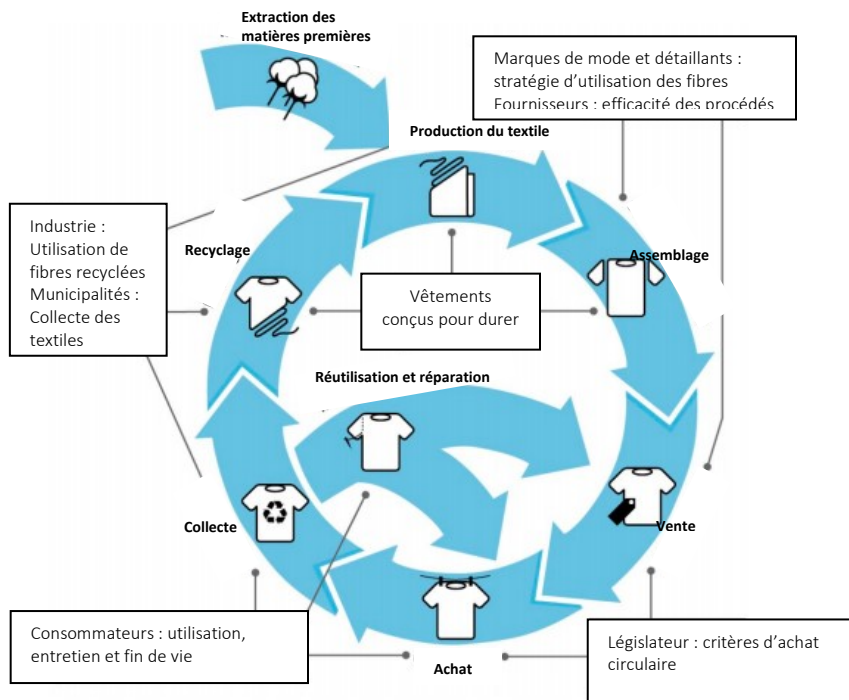 Extraction des
matières premières
Marques de mode et détaillants :
stratégie d'utilisation des fibres
Fournisseurs : efficacité des procédés
Production du textile
Industrie :
Utilisation de
fibres recyclées
Municipalités :
Collecte des
textiles
Recyclage
Assemblage
Vêtements
conçus pour durer
Réutilisation et réparation
Collecte
Vente
Consommateurs : utilisation,
entretien et fin de vie
Achat
Législateur : critères d'achat
circulaire